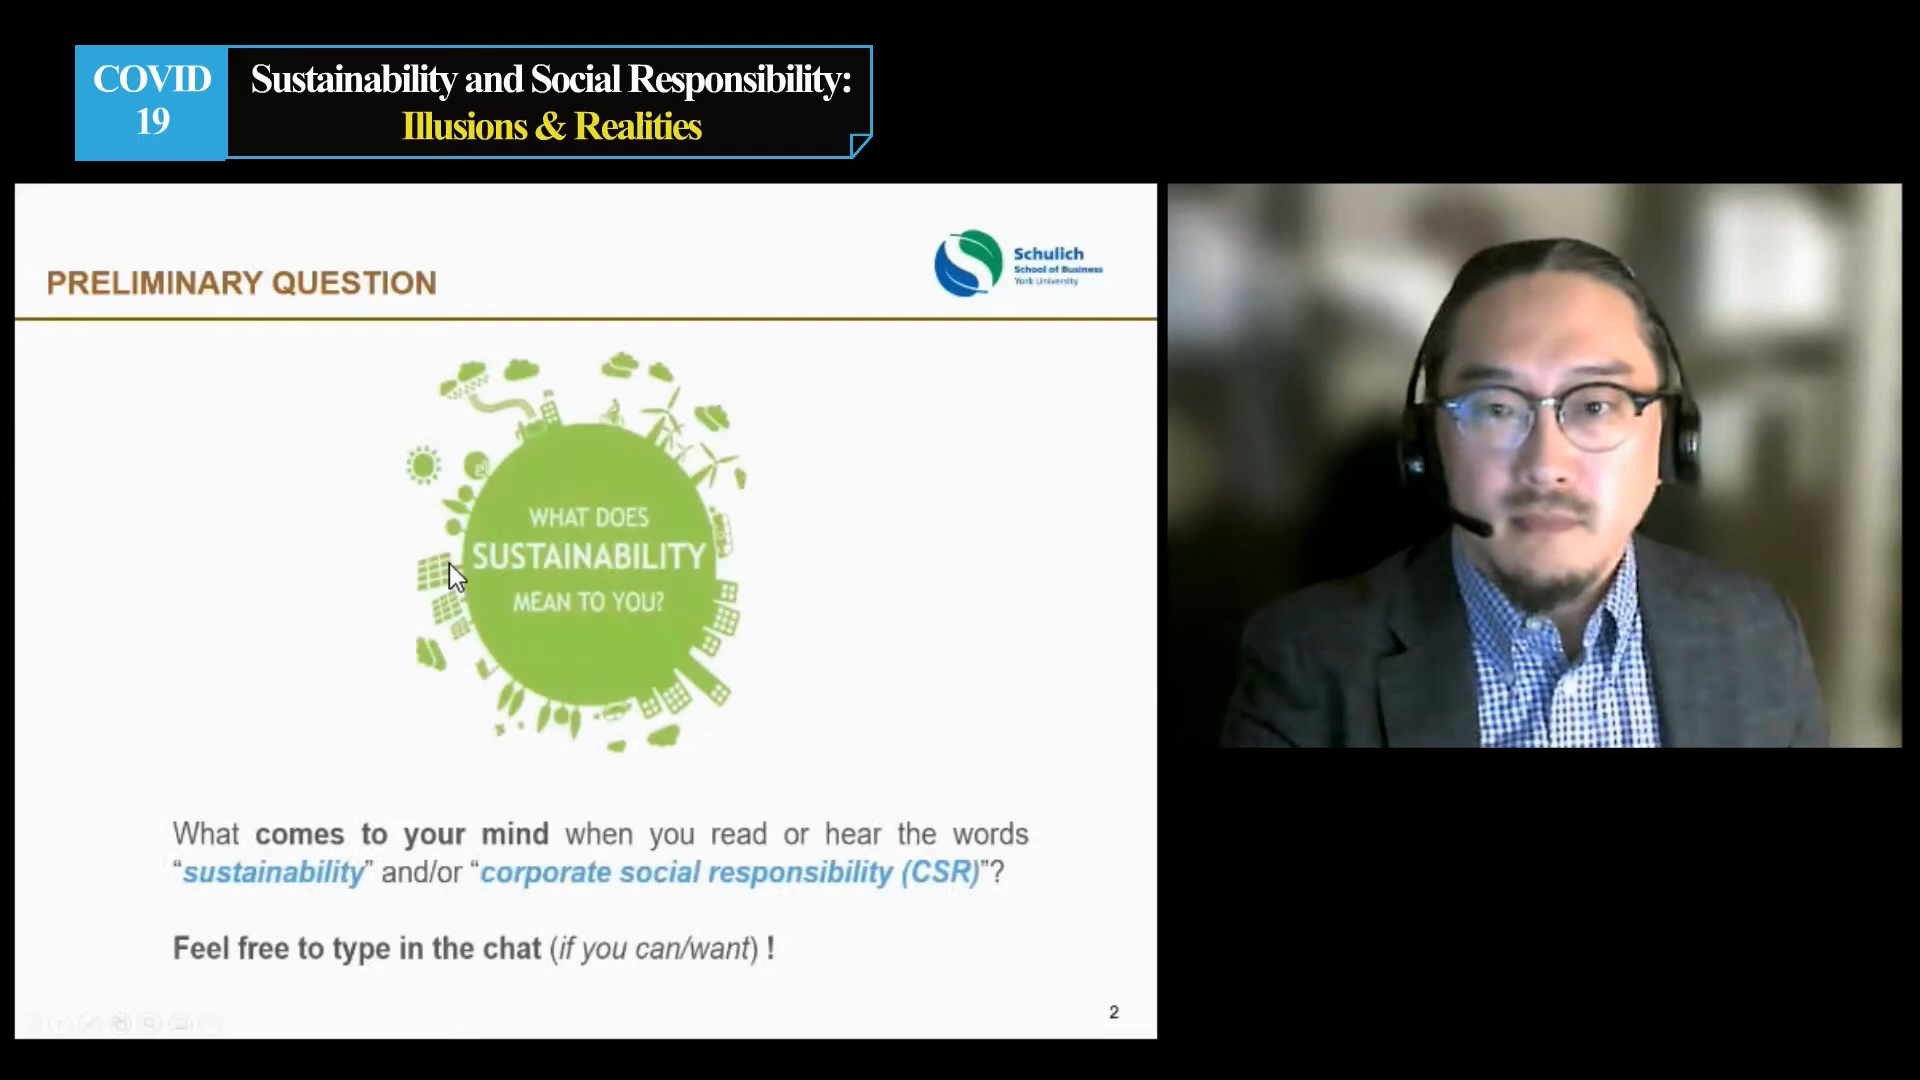 COVID
19
Sustainability and Social Responsibility:
Illusions & Realities
PRELIMINARY QUESTION
Schulich
School of Business
York University
WHAT DOES
SUSTAINABILITY
MEAN TO YOU?
What comes to your mind when you read or hear the words
“sustainability” and/or “corporate social responsibility (CSR)”?
Feel free to type in the chat (if you can/want) !
2